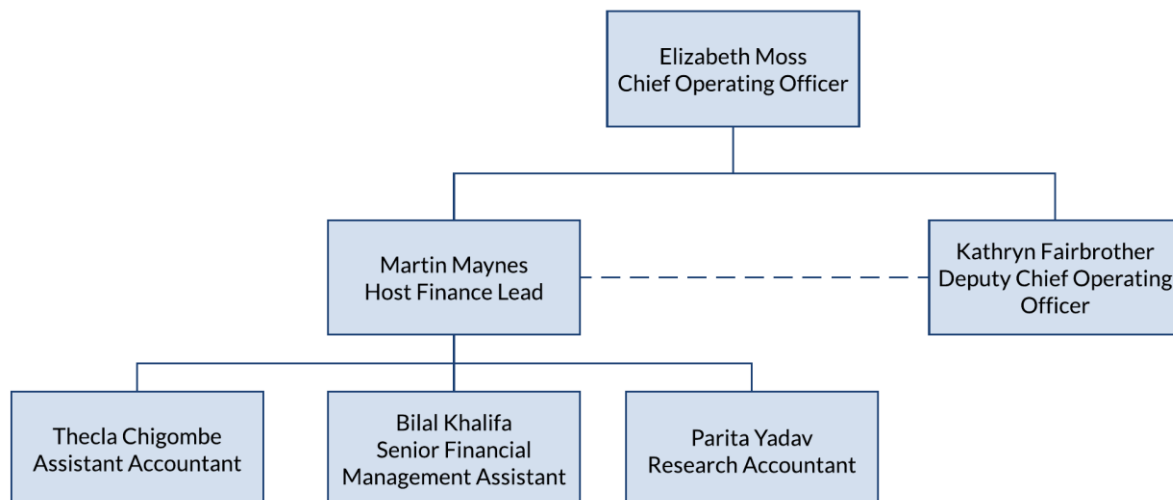 Elizabeth Moss
Chief Operating Officer
Martin Maynes
Host Finance Lead
Kathryn Fairbrother
Deputy Chief Operating
Officer
Thecla Chigombe
Assistant Accountant
Bilal Khalifa
Senior Financial
Management Assistant
Parita Yadav
Research Accountant